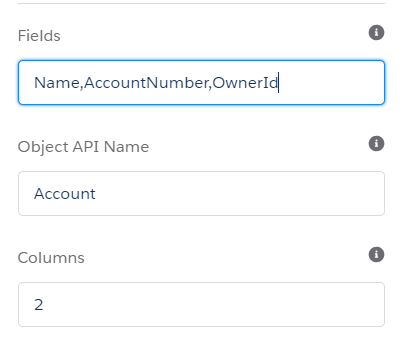 Fields
Name,AccountNumber,OwnerId
Object API Name
Account
Columns
2